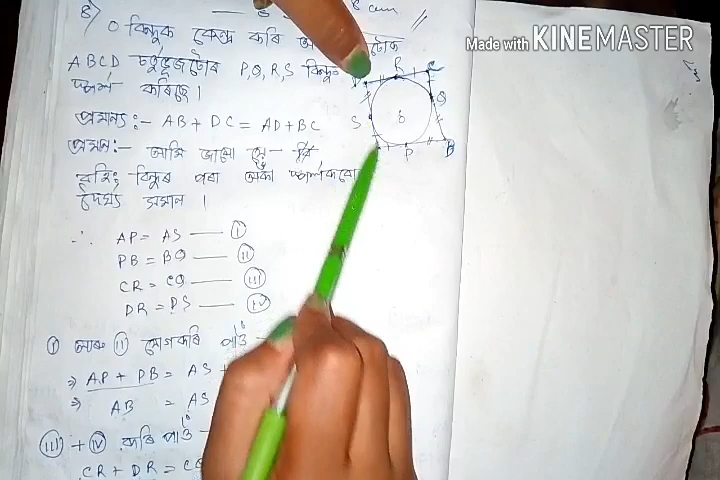 Made with KINEMASTER
8) O বিন্দুক কেন্দ্ৰ কৰি
ABCD চতুৰ্ভূজটোৰ P,Q,R,S বিন্দুত
স্পৰ্শ কৰিছে।
প্ৰমান্য:- AB + DC = AD + BC
প্ৰমান:- আমি জানো যে -
বহিঃ বিন্দুৰ পৰা অঁকা স্পৰ্শকবোৰ
দৈৰ্ঘ্য সমান।
R
C
Q
O
S
P
B
∴ AP = AS — I
PB = BQ — II
CR = CQ — III
DR = DS — IV
I আৰু II যোগকৰি পাওঁ
⇒ AP + PB = AS +
⇒ AB = AS
III + IV কৰি পাওঁ
CR + DR = CQ